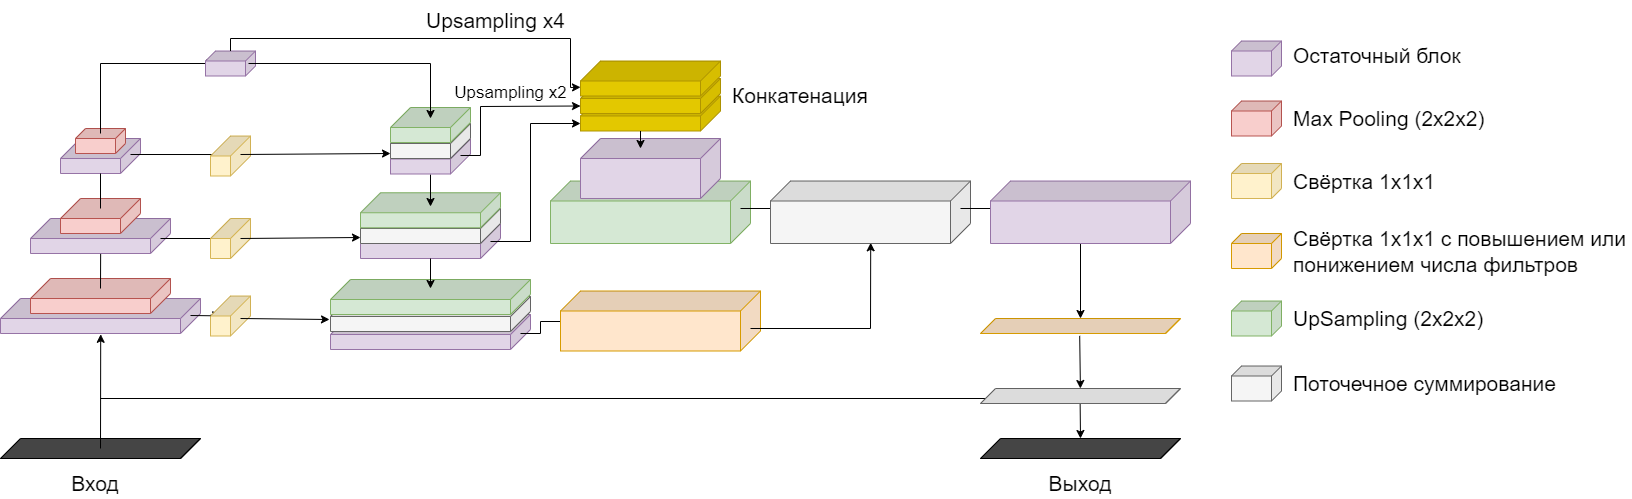 Upsampling x4
Upsampling x2
Конкатенация
Вход
Выход
Остаточный блок
Max Pooling (2x2x2)
Свёртка 1x1x1
Свёртка 1x1x1 с повышением или
понижением числа фильтров
UpSampling (2x2x2)
Поточечное суммирование